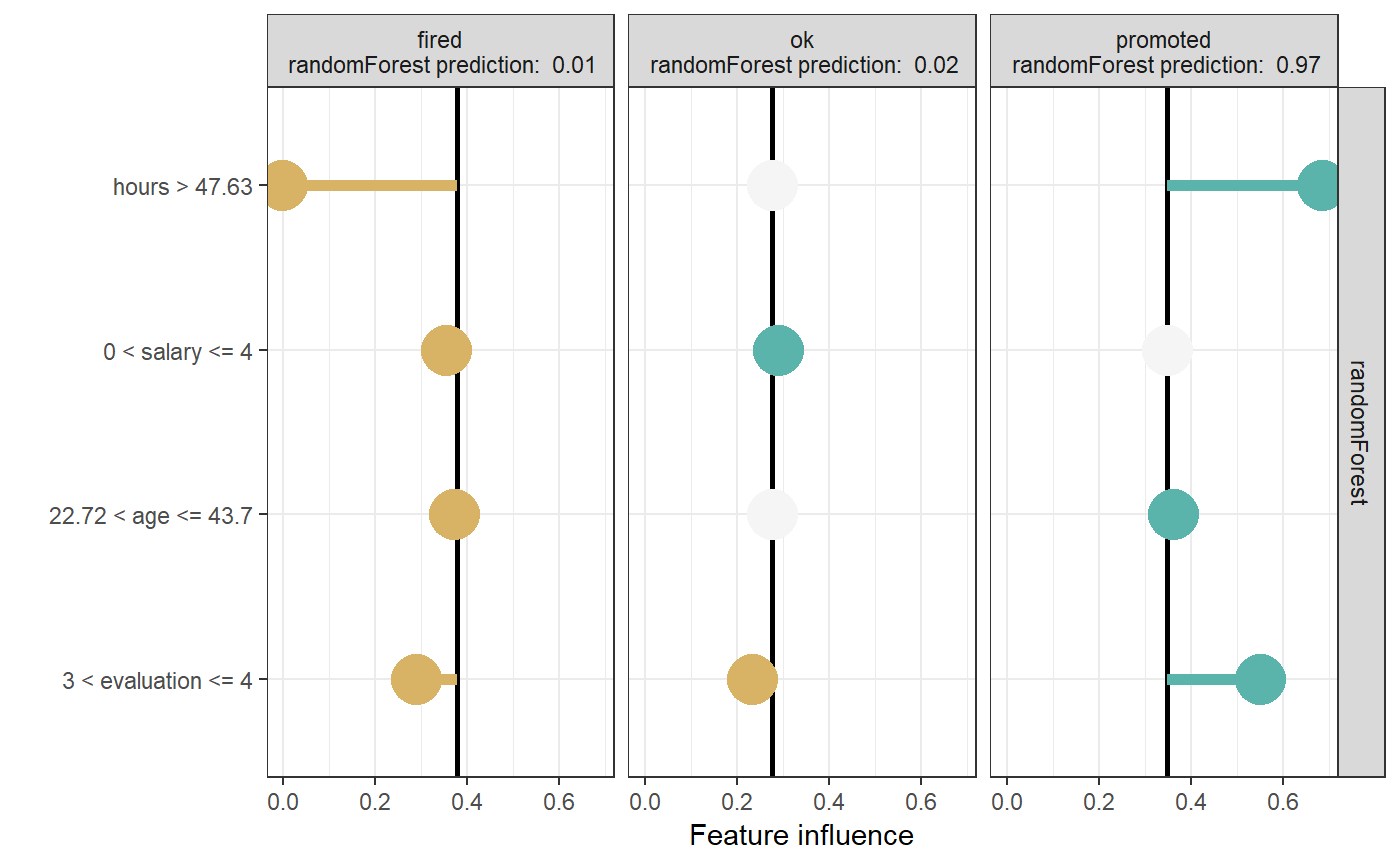 fired
randomForest prediction:  0.01
ok
randomForest prediction:  0.02
promoted
randomForest prediction:  0.97
hours > 47.63
0 < salary <= 4
22.72 < age <= 43.7
3 < evaluation <= 4
randomForest
0.0 0.2 0.4 0.6
0.0 0.2 0.4 0.6
0.0 0.2 0.4 0.6
Feature influence